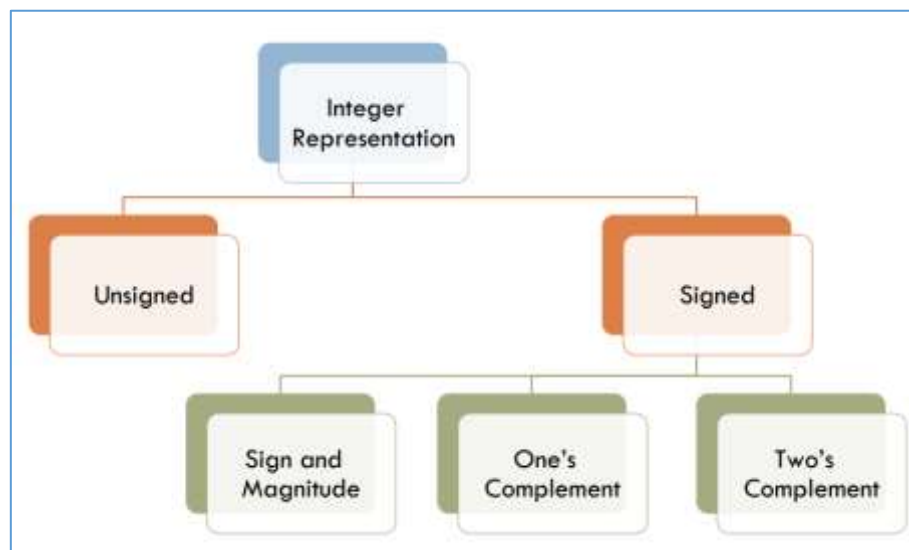 Integer
Representation
Unsigned
Signed
Sign and
Magnitude
One's
Complement
Two's
Complement